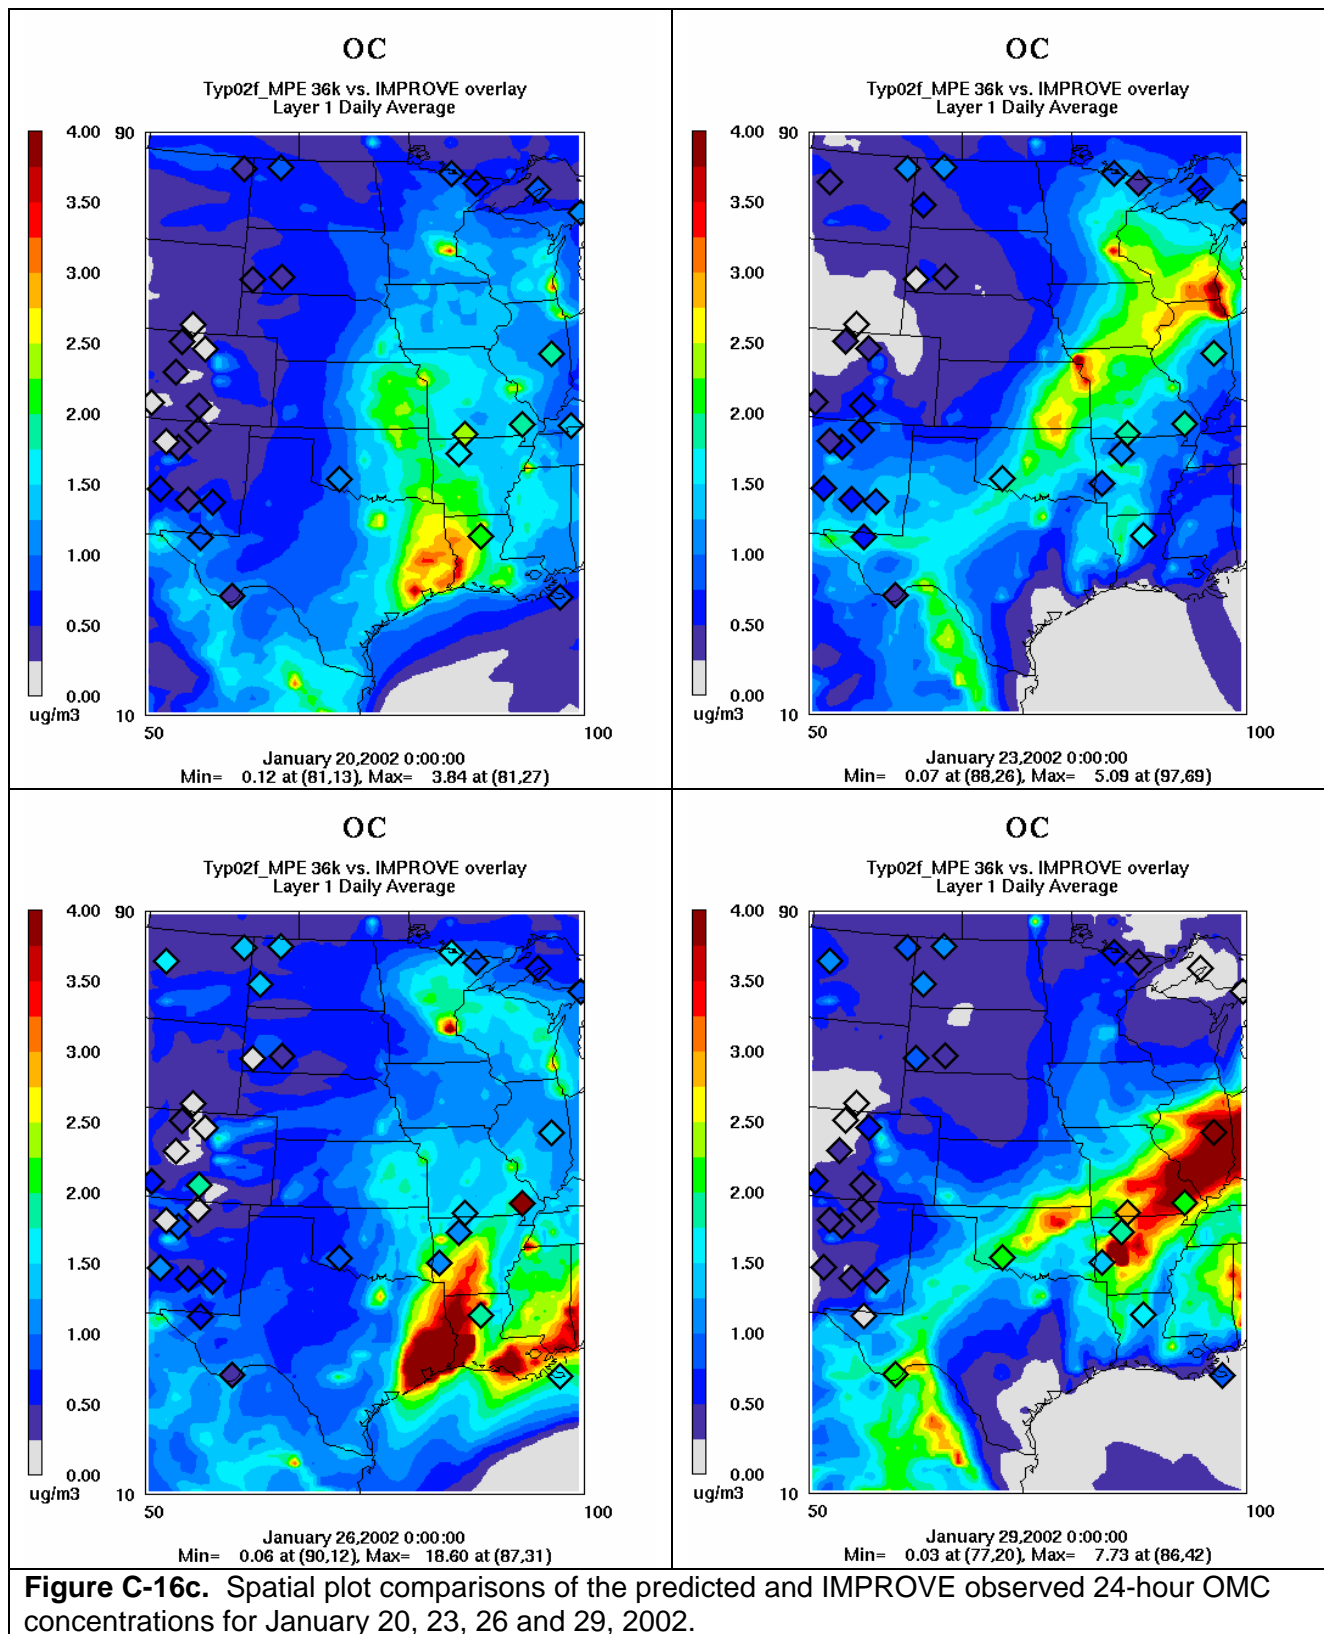 OC
Typ02f_MPE 36k vs. IMPROVE overlay
Layer 1 Daily Average
4.00
3.50
3.00
2.50
2.00
1.50
1.00
0.50
0.00
ug/m3
90
10
50
100
January 20,2002 0:00:00
Min= 0.12 at (81,13), Max= 3.84 at (81,27)
OC
Typ02f_MPE 36k vs. IMPROVE overlay
Layer 1 Daily Average
4.00
3.50
3.00
2.50
2.00
1.50
1.00
0.50
0.00
ug/m3
90
10
50
100
January 23,2002 0:00:00
Min= 0.07 at (88,26), Max= 5.09 at (97,69)
OC
Typ02f_MPE 36k vs. IMPROVE overlay
Layer 1 Daily Average
4.00
3.50
3.00
2.50
2.00
1.50
1.00
0.50
0.00
ug/m3
90
10
50
100
January 26,2002 0:00:00
Min= 0.06 at (90,12), Max= 18.60 at (87,31)
OC
Typ02f_MPE 36k vs. IMPROVE overlay
Layer 1 Daily Average
4.00
3.50
3.00
2.50
2.00
1.50
1.00
0.50
0.00
ug/m3
90
10
50
100
January 29,2002 0:00:00
Min= 0.03 at (77,20), Max= 7.73 at (86,42)
Figure C-16c. Spatial plot comparisons of the predicted and IMPROVE observed 24-hour OMC
concentrations for January 20, 23, 26 and 29, 2002.